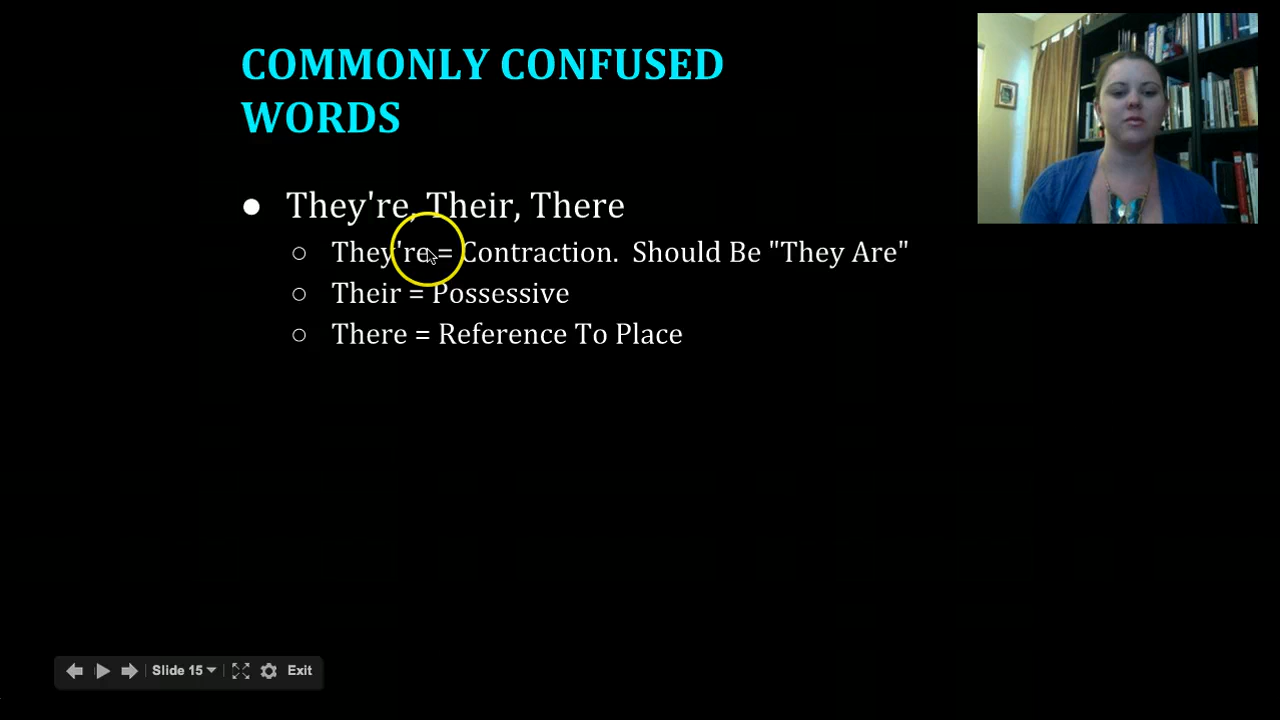 COMMONLY CONFUSED
WORDS
● They're, Their, There
○ They're = Contraction.  Should Be "They Are"
○ Their = Possessive
○ There = Reference To Place
Slide 15
Exit